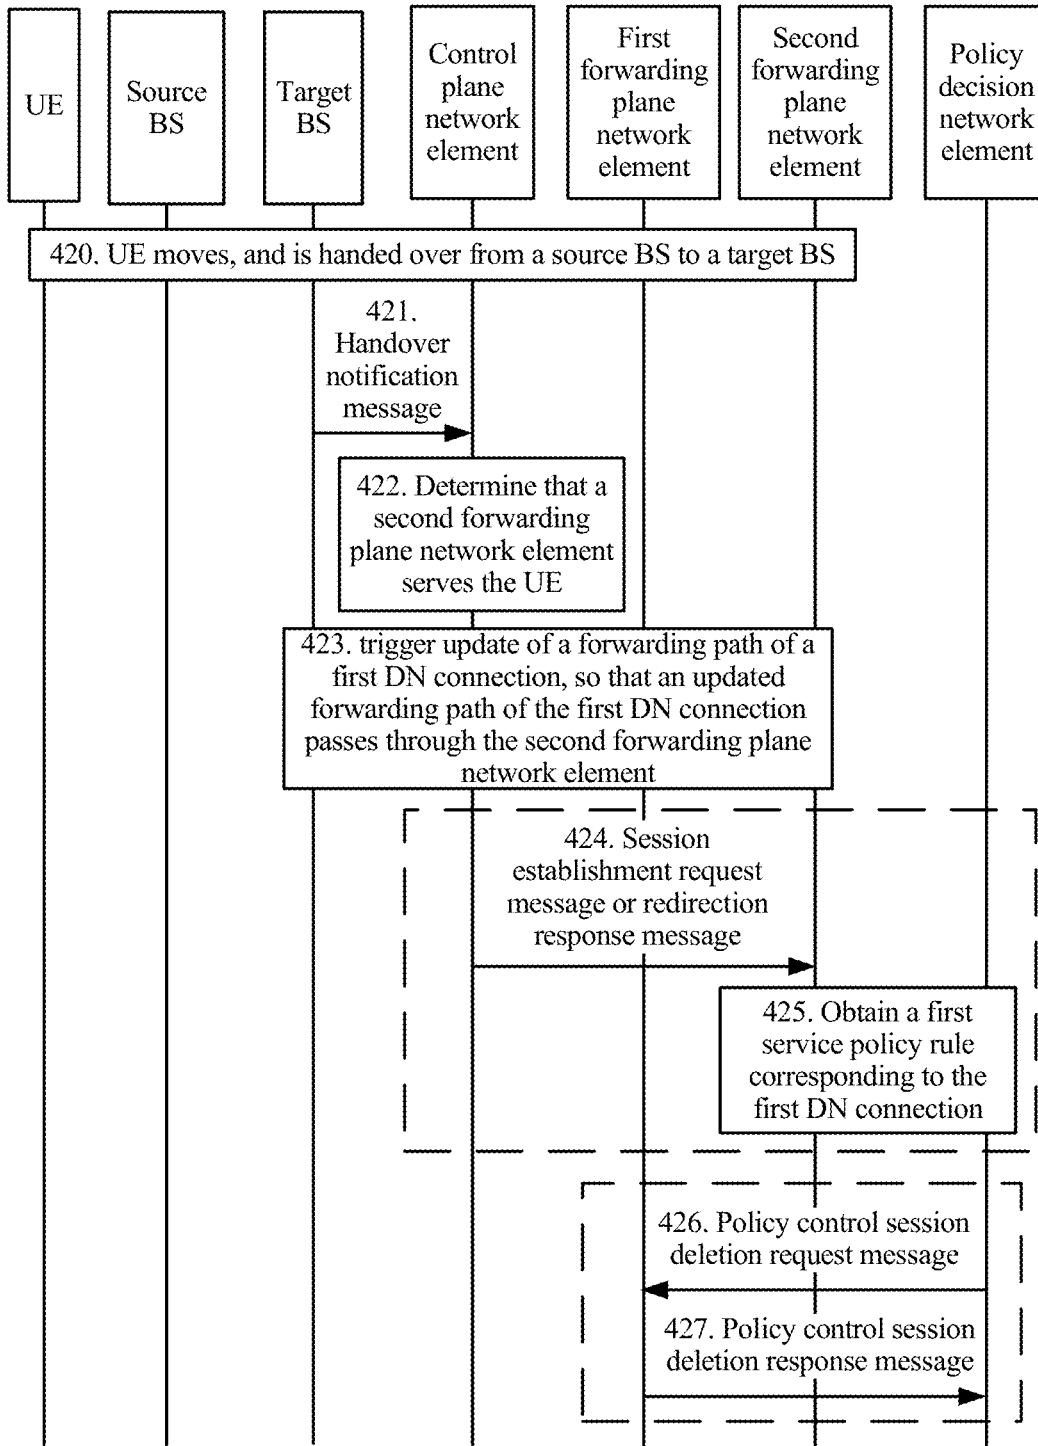 UE
Source
BS
Target
BS
Control
plane
network
element
First
forwarding
plane
network
element
Second
forwarding
plane
network
element
Policy
decision
network
element
420. UE moves, and is handed over from a source BS to a target BS
421.
Handover
notification
message
422. Determine that a
second forwarding
plane network element
serves the UE
423. trigger update of a forwarding path of a
first DN connection, so that an updated
forwarding path of the first DN connection
passes through the second forwarding plane
network element
424. Session
establishment request
message or redirection
response message
425. Obtain a first
service policy rule
corresponding to the
first DN connection
426. Policy control session
deletion request message
427. Policy control session
deletion response message